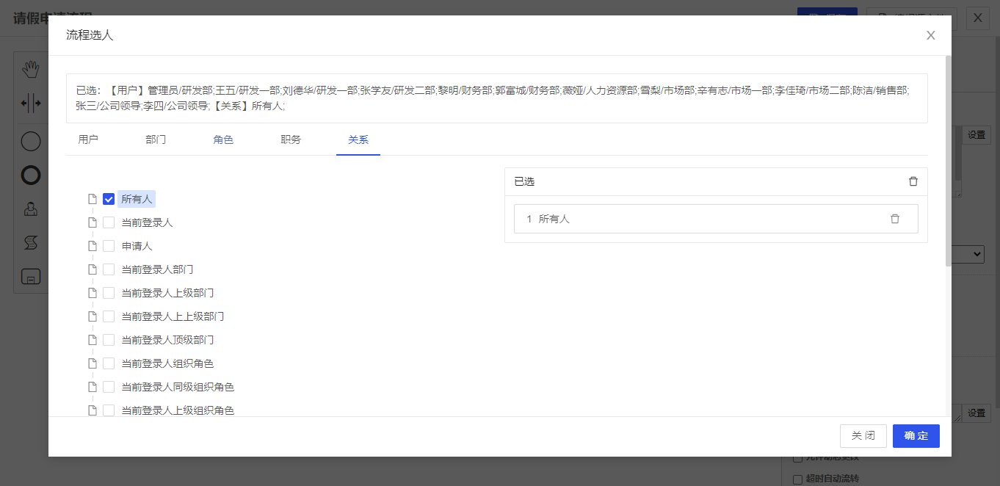 请假申请流程
流程选人
已选：【用户】管理员/研发部;王五/研发一部;刘德华/研发一部;张学友/研发二部;黎明/财务部;郭富城/财务部;薇娅/人力资源部;雪梨/市场部;辛有志/市场一部;李佳琦/市场二部;陈洁/销售部;
张三/公司领导;李四/公司领导;【关系】所有人;
用户 部门 角色 职务 关系
设置
已选
所有人
1 所有人
当前登录人
申请人
当前登录人部门
当前登录人上级部门
当前登录人上上级部门
当前登录人顶级部门
当前登录人组织角色
当前登录人同级组织角色
当前登录人上级组织角色
设置
关 闭 确 定
超时自动流转